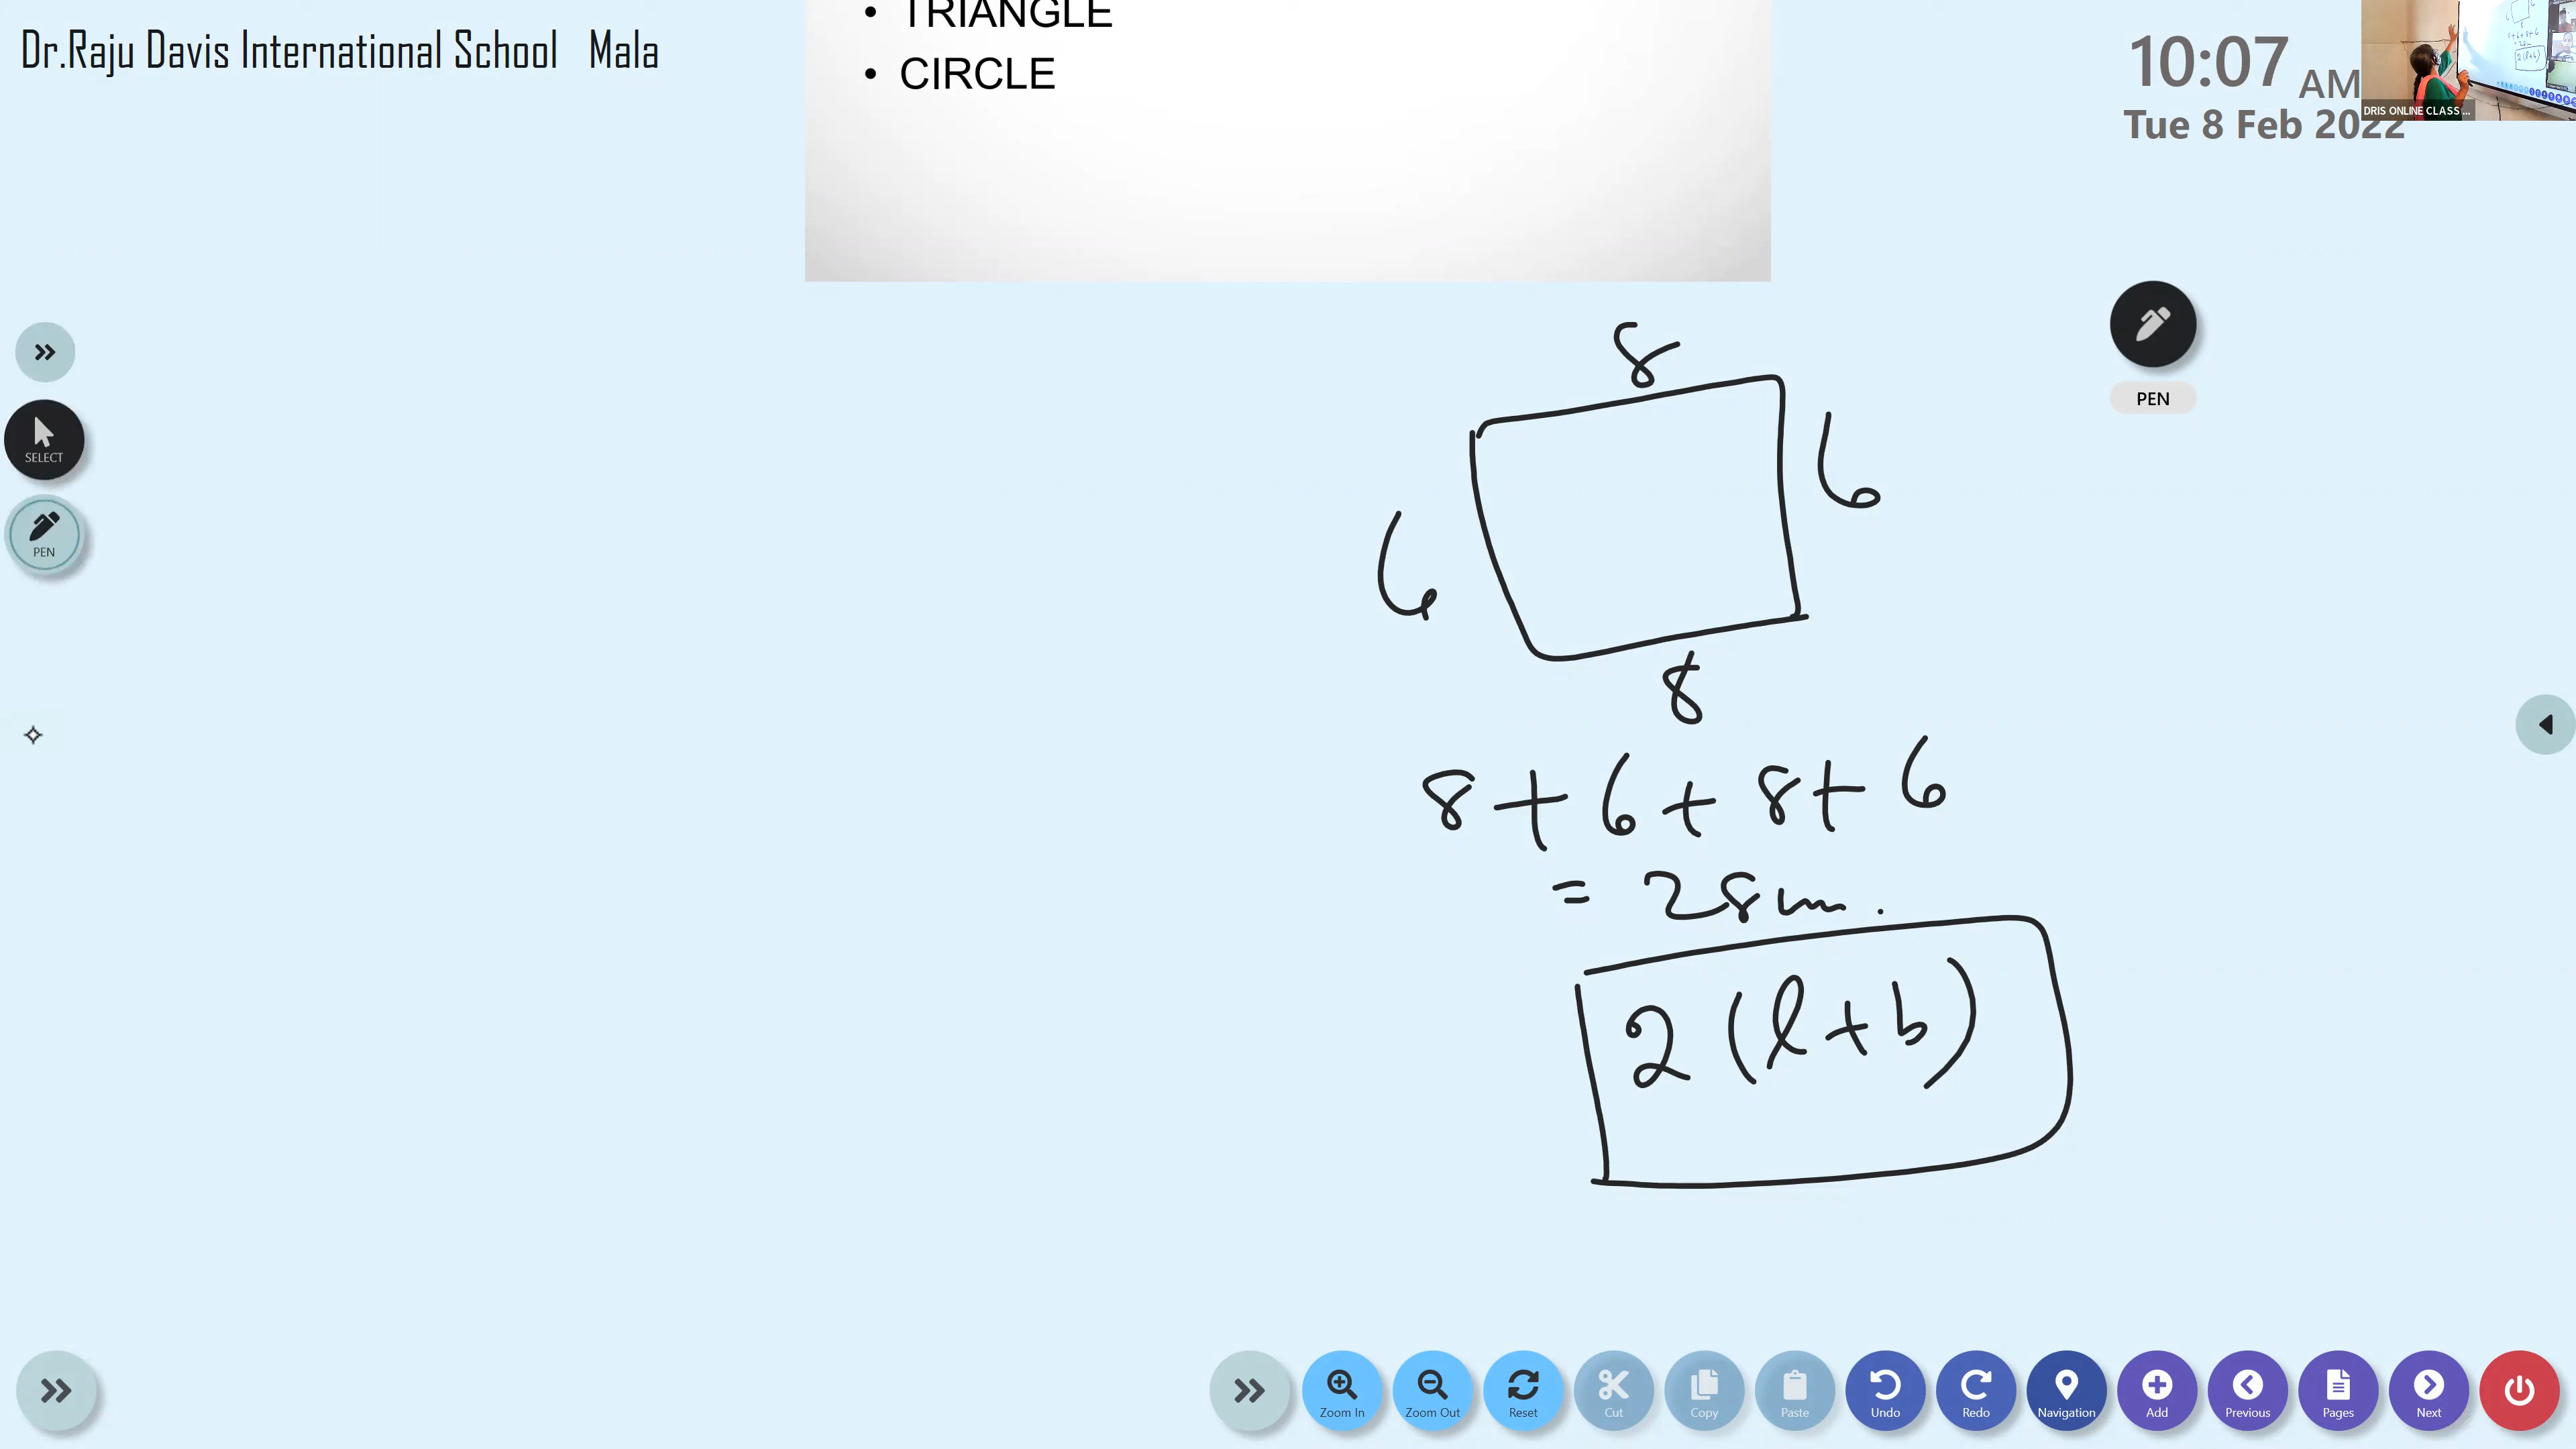 Dr.Raju Davis International School Mala
• TRIANGLE
• CIRCLE
10:07 AM
Tue 8 Feb 2022
DRIS ONLINE CLASS ...
SELECT
PEN
PEN
8
6
6
8
8 + 6 + 8 + 6
= 28 cm.
2 (l + b)
Zoom In
Zoom Out
Reset
Cut
Copy
Paste
Undo
Redo
Navigation
Add
Previous
Pages
Next